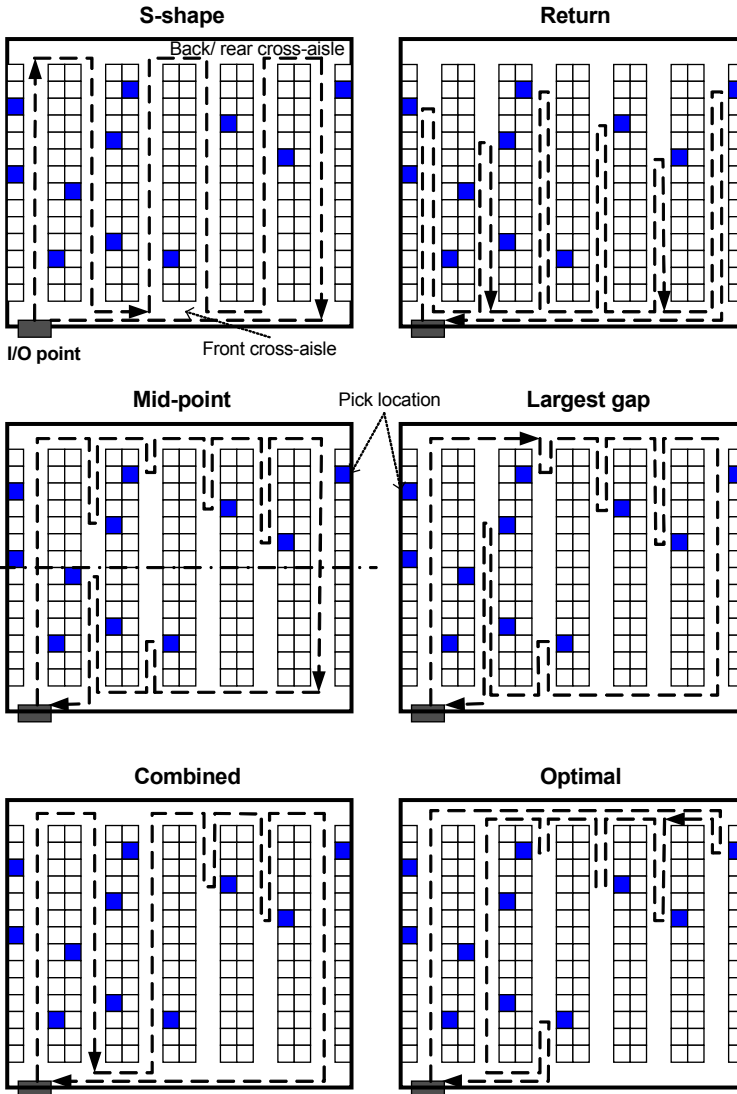 S-shape
Return
Back/ rear cross-aisle
I/O point
Front cross-aisle
Mid-point
Pick location
Largest gap
Combined
Optimal